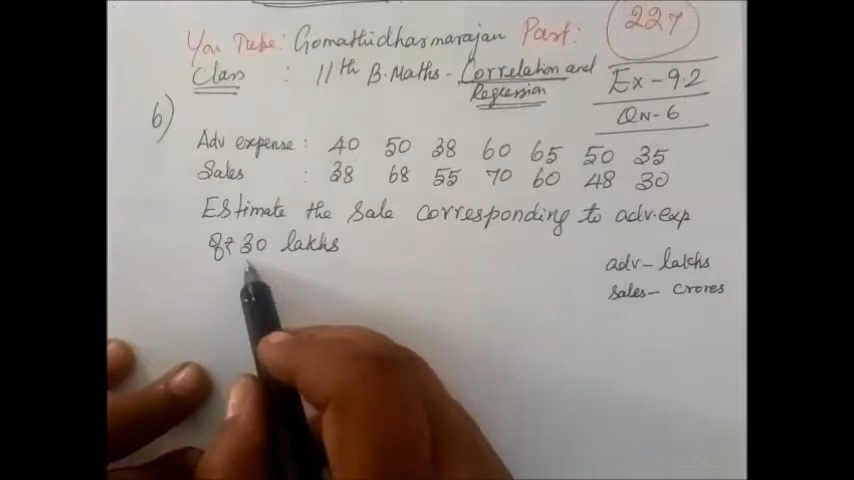 You Tube: Gomathidharmarajan Part: 227
Class : 11th B.Maths - Correlation and Regression
Ex-9.2
QN-6
6)
Adv expense : 40 50 38 60 65 50 35
Sales : 38 68 55 70 60 48 30
Estimate the sale corresponding to adv.exp
of ₹ 30 lakhs
adv - lakhs
sales - crores